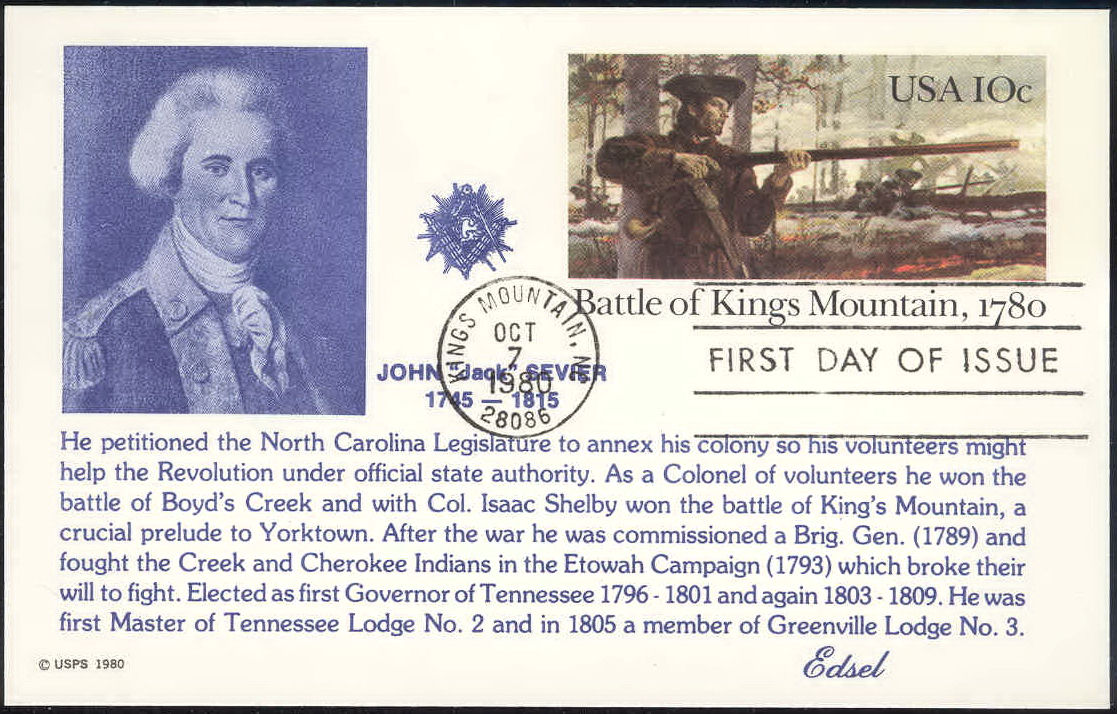 USA 10c
Battle of Kings Mountain, 1780
FIRST DAY OF ISSUE
KINGS MOUNTAIN, NC
OCT
7
1980
28086
JOHN "Jack" SEVIER
1745 — 1815
He petitioned the North Carolina Legislature to annex his colony so his volunteers might
help the Revolution under official state authority. As a Colonel of volunteers he won the
battle of Boyd's Creek and with Col. Isaac Shelby won the battle of King's Mountain, a
crucial prelude to Yorktown. After the war he was commissioned a Brig. Gen. (1789) and
fought the Creek and Cherokee Indians in the Etowah Campaign (1793) which broke their
will to fight. Elected as first Governor of Tennessee 1796 - 1801 and again 1803 - 1809. He was
first Master of Tennessee Lodge No. 2 and in 1805 a member of Greenville Lodge No. 3.
© USPS 1980
Edsel